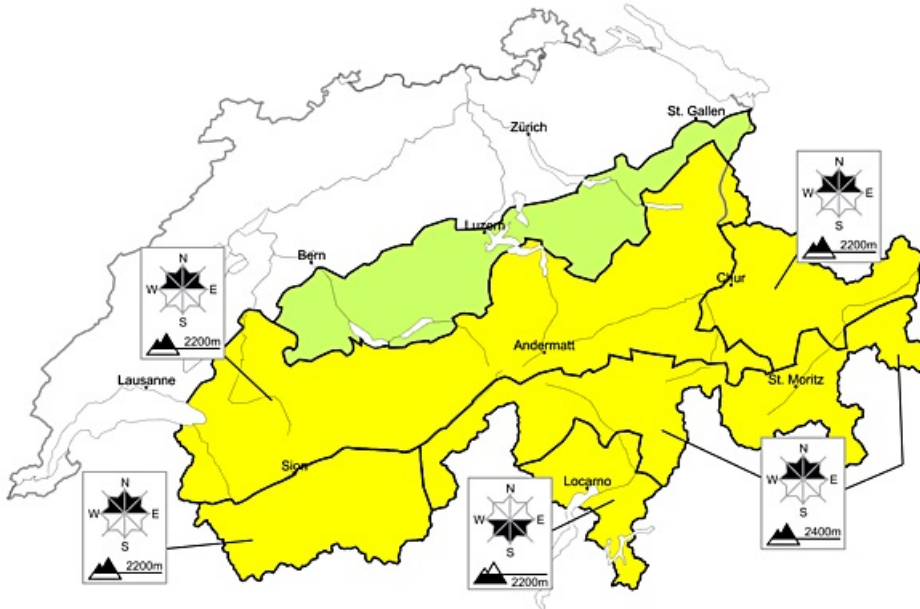 St. Gallen
Zürich
N
W E
S
2200m
Luzern
Bern
N
W E
S
2200m
Chur
Andermatt
Lausanne
St. Moritz
Sion
N
W E
S
2400m
Locarno
N
W E
S
2200m
N
W E
S
2200m